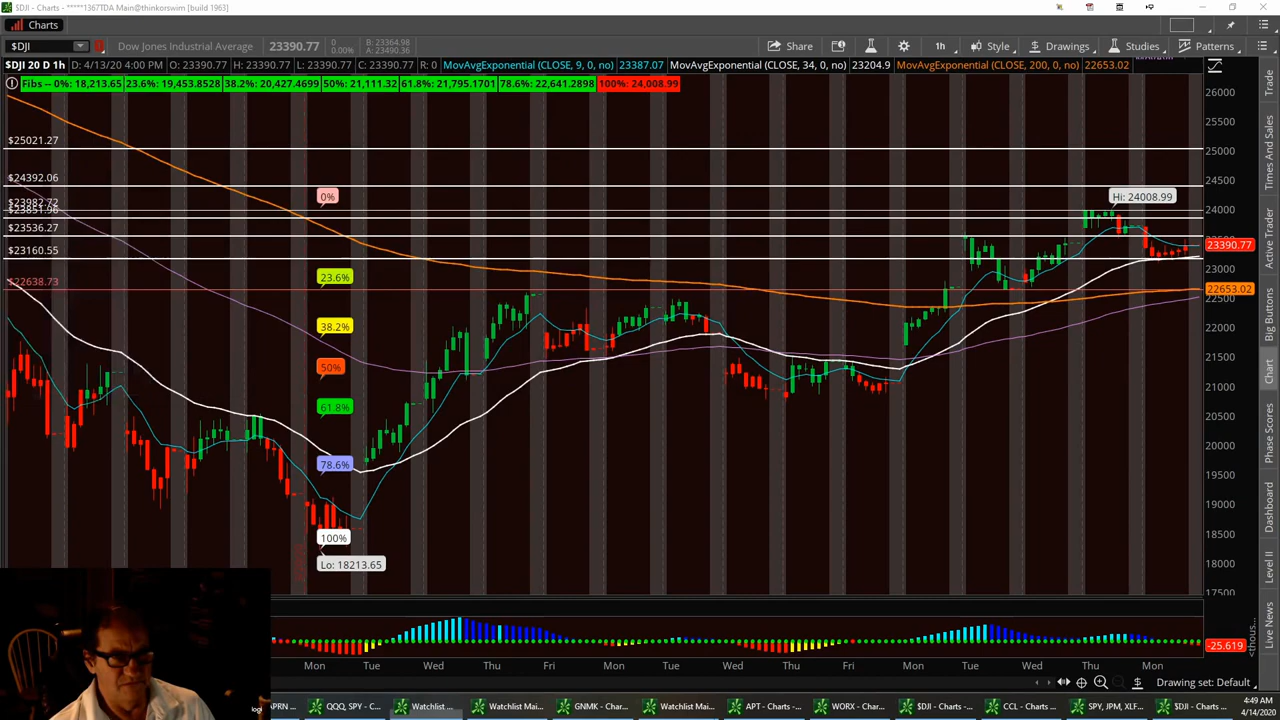 $DJI - Charts - *****1367TDA Main@thinkorswim [build 1963]
Charts
$DJI Dow Jones Industrial Average 23390.77 0 0.00% B: 23364.98 A: 23490.36 Share 1h Style Drawings Studies Patterns
$DJI 20 D 1h D: 4/13/20 4:00 PM O: 23390.77 H: 23390.77 L: 23390.77 C: 23390.77 R: 0 MovAvgExponential (CLOSE, 9, 0, no) 23387.07 MovAvgExponential (CLOSE, 34, 0, no) 23204.9 MovAvgExponential (CLOSE, 200, 0, no) 22653.02
Fibs -- 0%: 18,213.65 23.6%: 19,453.8528 38.2%: 20,427.4699 50%: 21,111.32 61.8%: 21,795.1701 78.6%: 22,641.2898 100%: 24,008.99
26000
25500
$25021.27
25000
$24392.06
24500
0%
Hi: 24008.99
$23982.72
24000
$23536.27
23390.77
$23160.55
23000
23.6%
$22638.73
22653.02
22500
38.2%
22000
50%
21500
21000
61.8%
20500
20000
78.6%
19500
19000
100%
18500
Lo: 18213.65
18000
17500
-25.619
<thous...
Mon Tue Wed Thu Fri Mon Tue Wed Thu Fri Mon Tue Wed Thu Mon
Drawing set: Default
Trade
Times And Sales
Active Trader
Big Buttons
Chart
Phase Scores
Dashboard
Level II
Live News
logi
APRN ...
QQQ, SPY - C...
Watchlist ...
Watchlist Mai...
GNMK - Char...
Watchlist Mai...
APT - Charts -...
WORX - Char...
$DJI - Charts -...
CCL - Charts -...
SPY, JPM, XLF...
$DJI - Charts -...
4:49 AM
4/14/2020